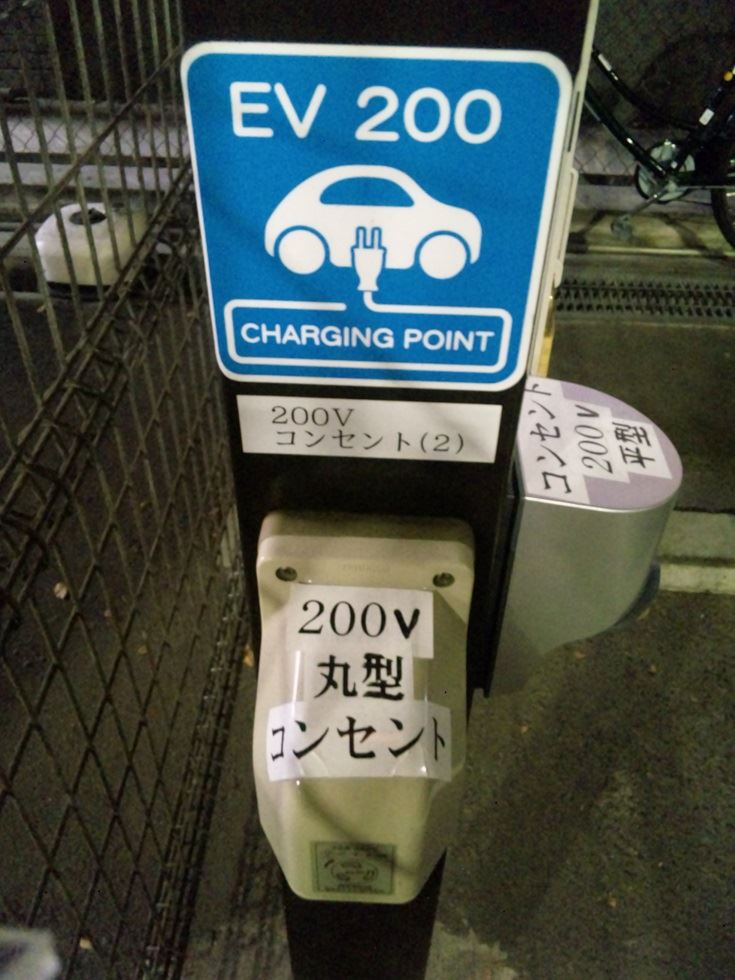 EV 200
CHARGING POINT
200V
コンセント(2)
コンセント
200V
平型
200V
丸型
コンセント